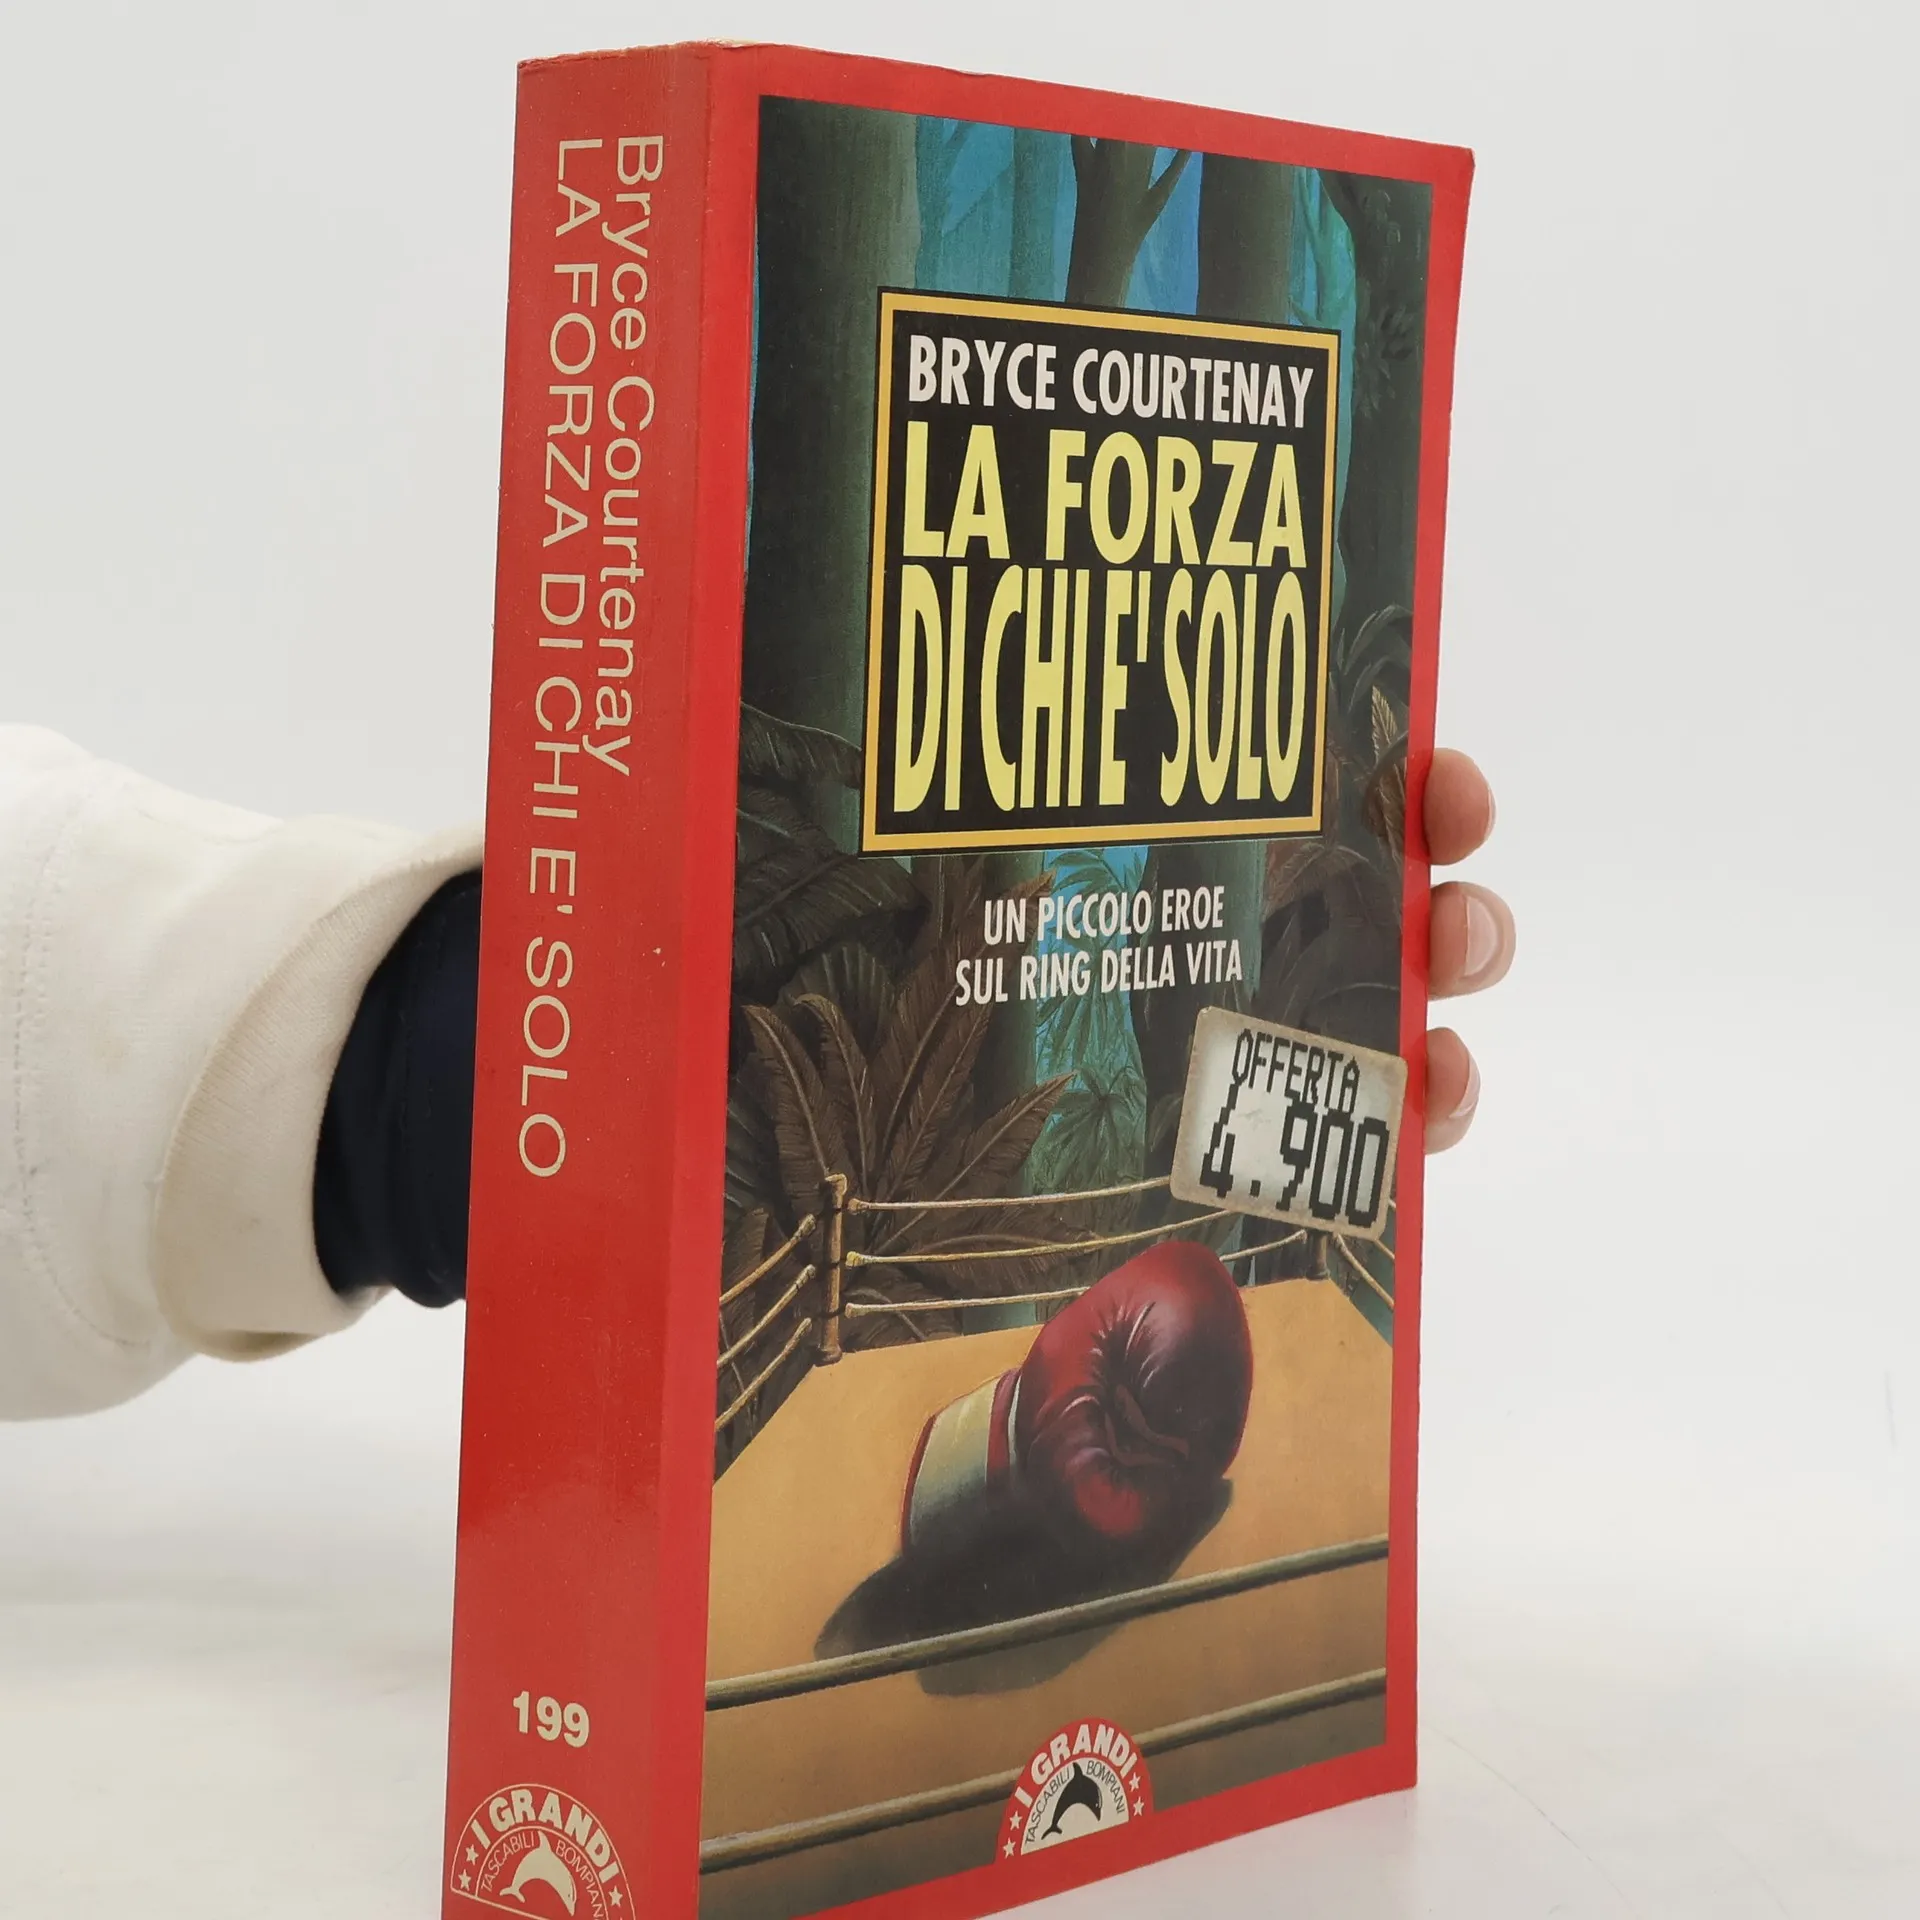 Bryce Courtenay
LA FORZA DI CHI E' SOLO
199
I GRANDI
TASCABILI BOMPIANI
BRYCE COURTENAY
LA FORZA
DI CHI E' SOLO
UN PICCOLO EROE
SUL RING DELLA VITA
OFFERTA
4.900
I GRANDI
TASCABILI BOMPIANI